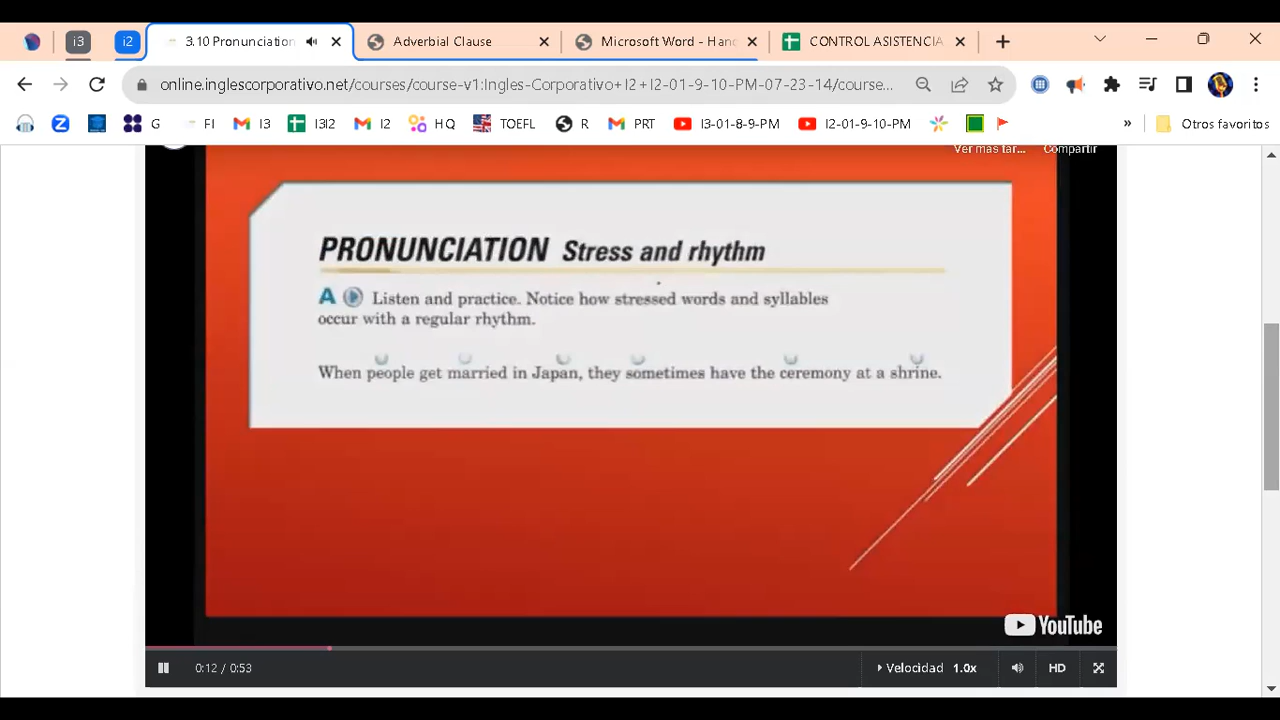 i3
i2
3.10 Pronunciation
Adverbial Clause
Microsoft Word - Hand
CONTROL ASISTENCIA
online.inglescorporativo.net/courses/course-v1:Ingles-Corporativo+I2+I2-01-9-10-PM-07-23-14/course...
G
FI
I3
I3I2
I2
HQ
TOEFL
R
PRT
I3-01-8-9-PM
I2-01-9-10-PM
»
Otros favoritos
Ver más tar...
Compartir
PRONUNCIATION Stress and rhythm
A Listen and practice. Notice how stressed words and syllables
occur with a regular rhythm.
When people get married in Japan, they sometimes have the ceremony at a shrine.
YouTube
0:12 / 0:53
Velocidad 1.0x
HD